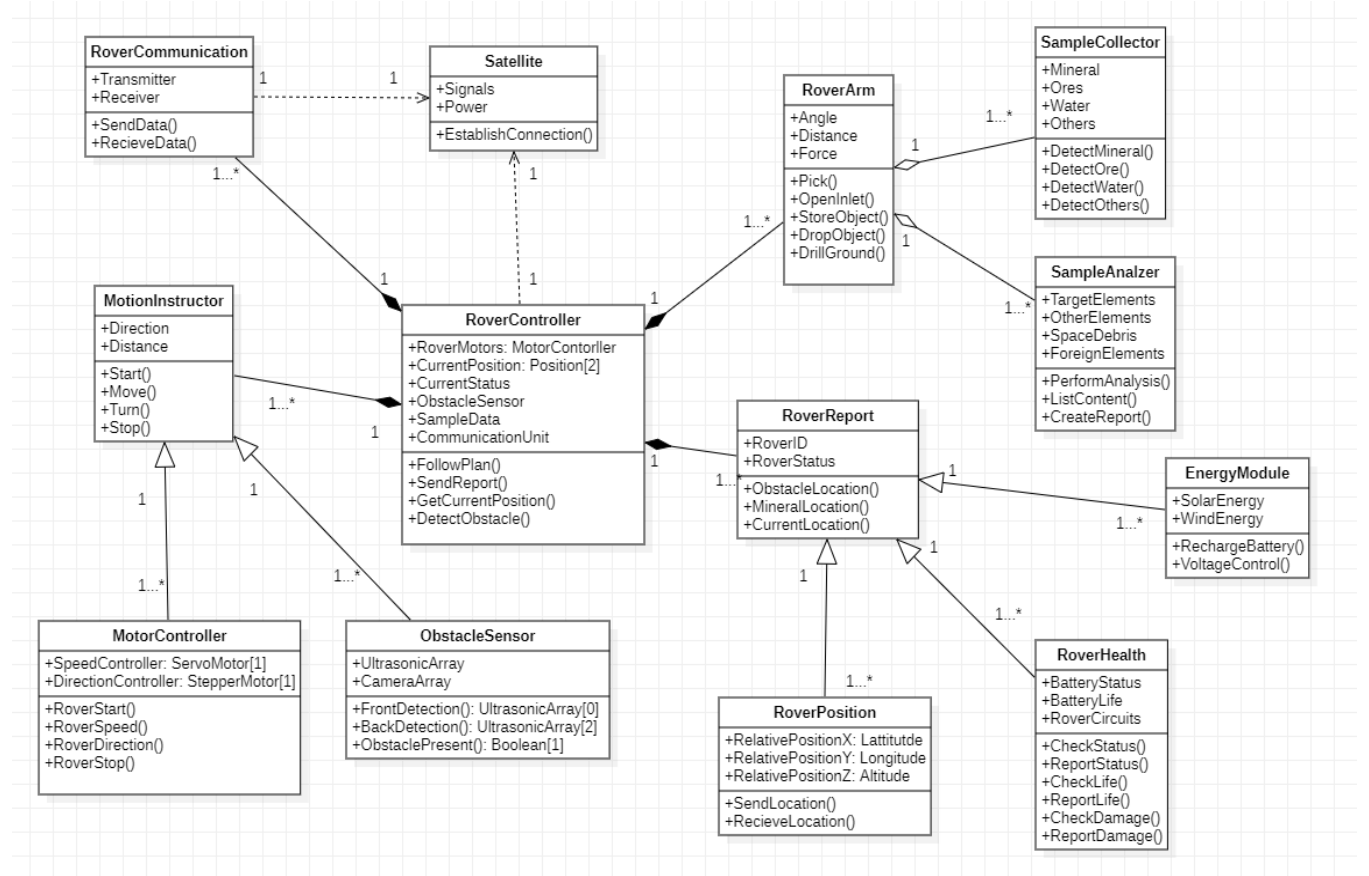 RoverCommunication
+Transmitter
+Receiver
+SendData()
+RecieveData()
1
1
Satellite
+Signals
+Power
+EstablishConnection()
1
1
1...*
1
RoverArm
+Angle
+Distance
+Force
+Pick()
+OpenInlet()
+StoreObject()
+DropObject()
+DrillGround()
1
1...*
SampleCollector
+Mineral
+Ores
+Water
+Others
+DetectMineral()
+DetectOre()
+DetectWater()
+DetectOthers()
1
1...*
SampleAnalzer
+TargetElements
+OtherElements
+SpaceDebris
+ForeignElements
+PerformAnalysis()
+ListContent()
+CreateReport()
1...*
1
MotionInstructor
+Direction
+Distance
+Start()
+Move()
+Turn()
+Stop()
1...*
1
RoverController
+RoverMotors: MotorContorller
+CurrentPosition: Position[2]
+CurrentStatus
+ObstacleSensor
+SampleData
+CommunicationUnit
+FollowPlan()
+SendReport()
+GetCurrentPosition()
+DetectObstacle()
1
1...*
RoverReport
+RoverID
+RoverStatus
+ObstacleLocation()
+MineralLocation()
+CurrentLocation()
1
1...*
EnergyModule
+SolarEnergy
+WindEnergy
+RechargeBattery()
+VoltageControl()
1
1
1...*
1...*
MotorController
+SpeedController: ServoMotor[1]
+DirectionController: StepperMotor[1]
+RoverStart()
+RoverSpeed()
+RoverDirection()
+RoverStop()
ObstacleSensor
+UltrasonicArray
+CameraArray
+FrontDetection(): UltrasonicArray[0]
+BackDetection(): UltrasonicArray[2]
+ObstaclePresent(): Boolean[1]
1
1
1...*
1...*
RoverPosition
+RelativePositionX: Lattitutde
+RelativePositionY: Longitude
+RelativePositionZ: Altitude
+SendLocation()
+RecieveLocation()
RoverHealth
+BatteryStatus
+BatteryLife
+RoverCircuits
+CheckStatus()
+ReportStatus()
+CheckLife()
+ReportLife()
+CheckDamage()
+ReportDamage()